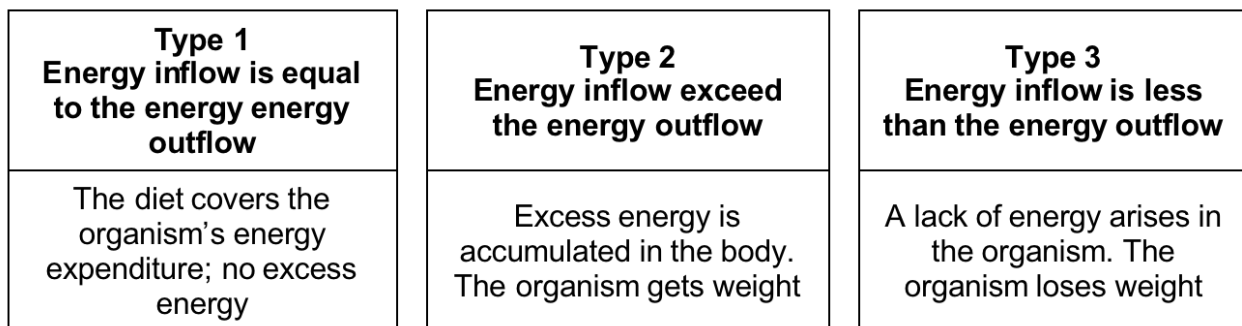 Type 1
Energy inflow is equal
to the energy energy
outflow
The diet covers the
organism's energy
expenditure; no excess
energy
Type 2
Energy inflow exceed
the energy outflow
Excess energy is
accumulated in the body.
The organism gets weight
Type 3
Energy inflow is less
than the energy outflow
A lack of energy arises in
the organism. The
organism loses weight